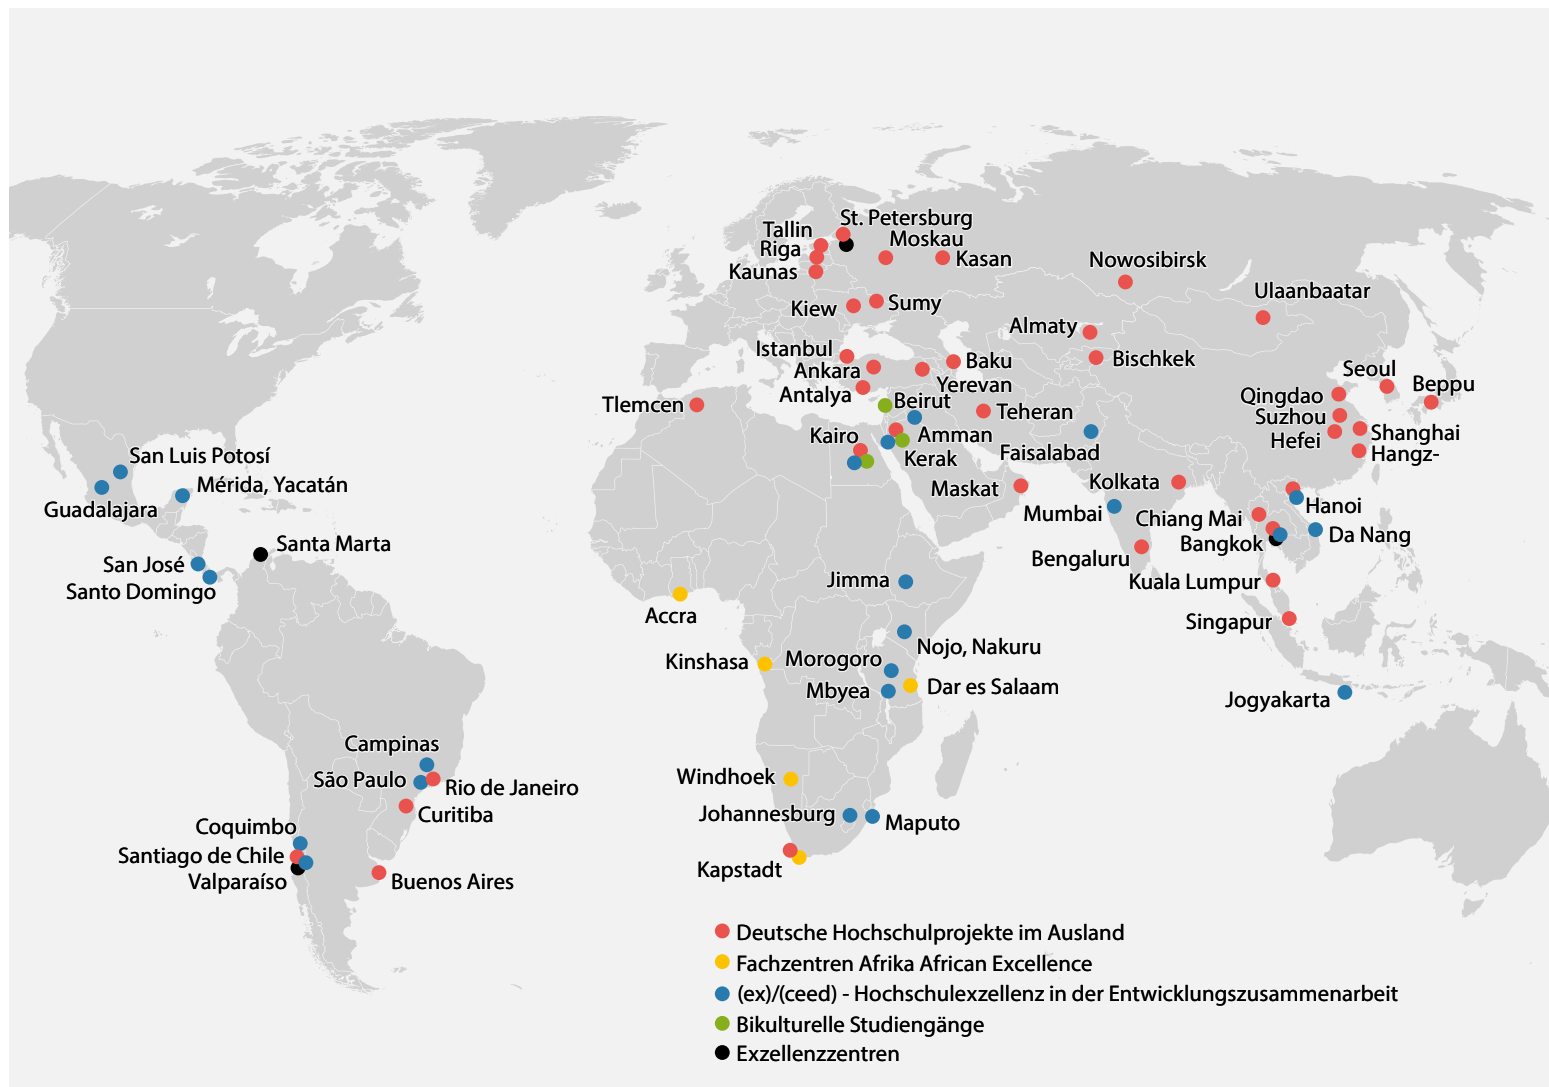 St. Petersburg
Tallin
Moskau
Riga
Kasan
Kaunas
Nowosibirsk
Ulaanbaatar
Kiew
Sumy
Almaty
Istanbul
Baku
Bischkek
Ankara
Seoul
Yerevan
Beppu
Antalya
Qingdao
Beirut
Tlemcen
Teheran
Suzhou
Kairo
Amman
Shanghai
Hefei
Faisalabad
Hangz-
San Luis Potosí
Kerak
Kolkata
Mérida, Yacatán
Maskat
Hanoi
Guadalajara
Mumbai
Chiang Mai
Da Nang
Santa Marta
Bangkok
San José
Bengaluru
Jimma
Kuala Lumpur
Santo Domingo
Accra
Singapur
Nojo, Nakuru
Kinshasa
Morogoro
Dar es Salaam
Mbyea
Jogyakarta
Campinas
Windhoek
São Paulo
Rio de Janeiro
Curitiba
Johannesburg
Maputo
Coquimbo
Santiago de Chile
Kapstadt
Valparaíso
Buenos Aires
Deutsche Hochschulprojekte im Ausland
Fachzentren Afrika African Excellence
(ex)/(ceed) - Hochschulexzellenz in der Entwicklungszusammenarbeit
Bikulturelle Studiengänge
Exzellenzzentren